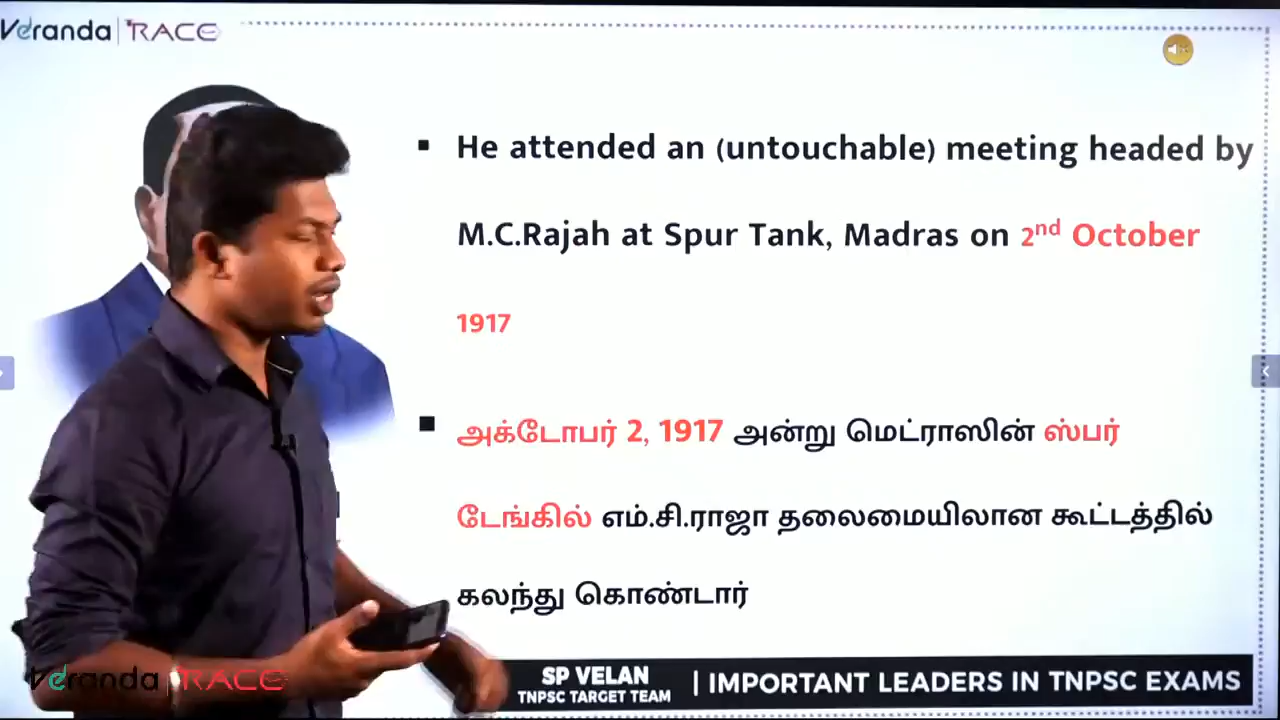 Veranda | RACE
▪ He attended an (untouchable) meeting headed by
M.C.Rajah at Spur Tank, Madras on 2nd October
1917
▪ அக்டோபர் 2, 1917 அன்று மெட்ராஸின் ஸ்பர்
டேங்கில் எம்.சி.ராஜா தலைமையிலான கூட்டத்தில்
கலந்து கொண்டார்
Veranda | RACE
SP VELAN
TNPSC TARGET TEAM
| IMPORTANT LEADERS IN TNPSC EXAMS